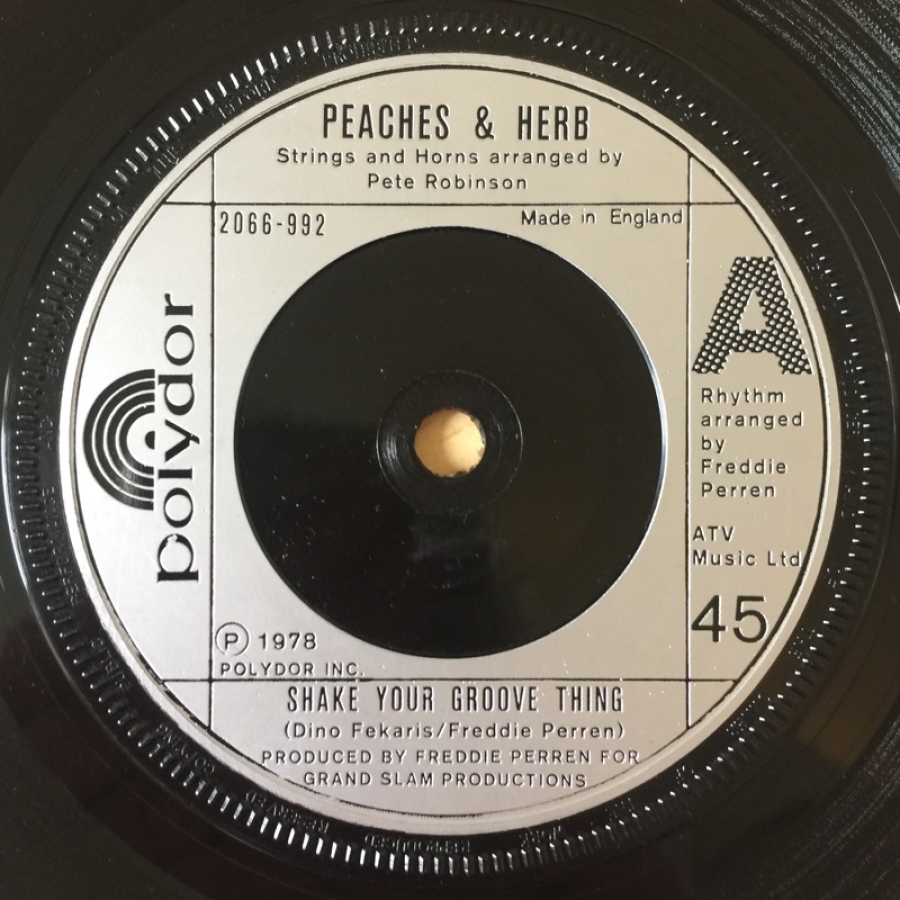 PEACHES & HERB
Strings and Horns arranged by
Pete Robinson
2066-992
Made in England
polydor
A
Rhythm
arranged
by
Freddie
Perren
ATV
Music Ltd
45
Ⓟ 1978
POLYDOR INC.
SHAKE YOUR GROOVE THING
(Dino Fekaris/Freddie Perren)
PRODUCED BY FREDDIE PERREN FOR
GRAND SLAM PRODUCTIONS